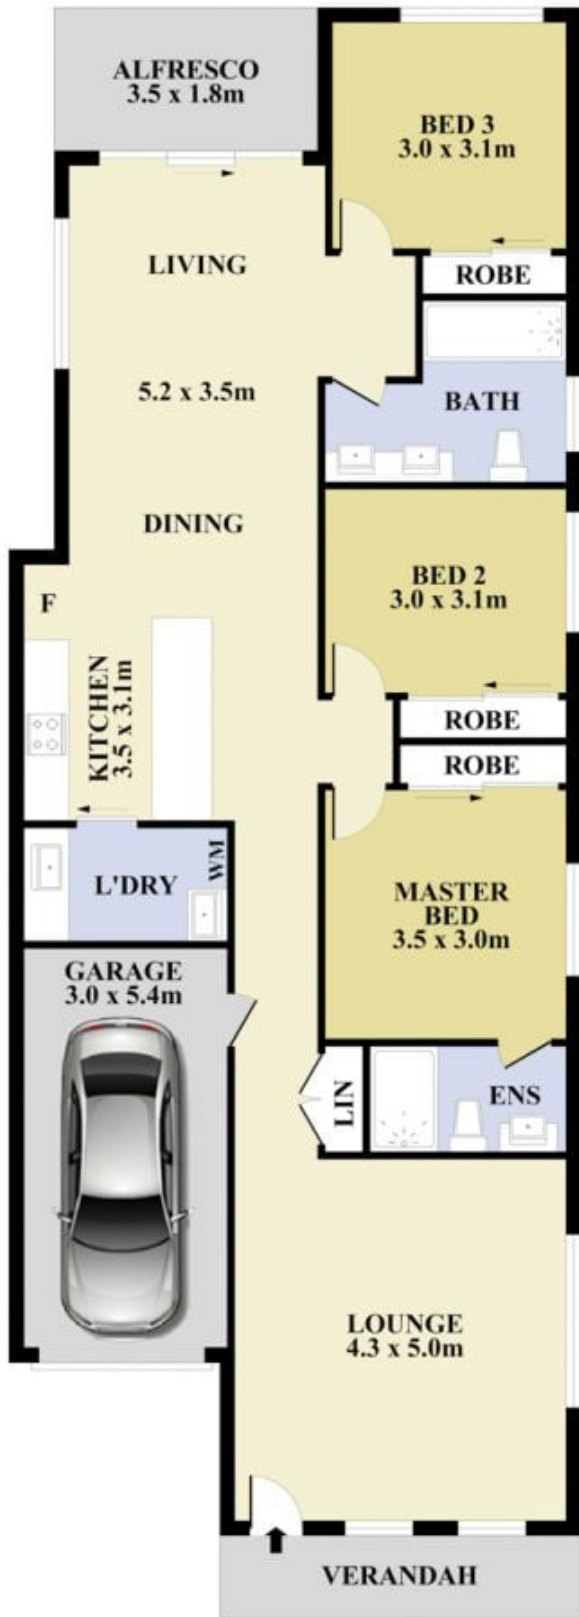 ALFRESCO
3.5 x 1.8m
BED 3
3.0 x 3.1m
LIVING
ROBE
5.2 x 3.5m
BATH
DINING
BED 2
3.0 x 3.1m
F
KITCHEN
3.5 x 3.1m
ROBE
ROBE
WM
L'DRY
MASTER
BED
3.5 x 3.0m
GARAGE
3.0 x 5.4m
LIN
ENS
LOUNGE
4.3 x 5.0m
VERANDAH